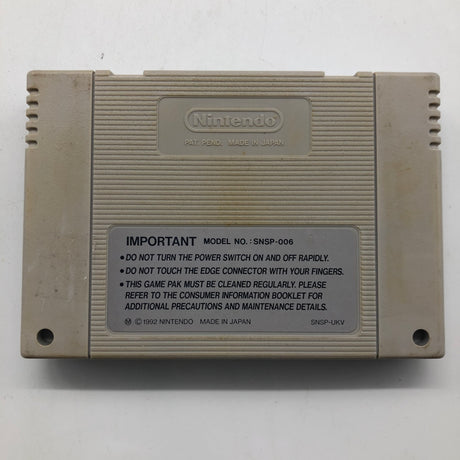 Nintendo
PAT. PEND. MADE IN JAPAN
IMPORTANT MODEL NO.: SNSP-006
• DO NOT TURN THE POWER SWITCH ON AND OFF RAPIDLY.
• DO NOT TOUCH THE EDGE CONNECTOR WITH YOUR FINGERS.
• THIS GAME PAK MUST BE CLEANED REGULARLY. PLEASE
REFER TO THE CONSUMER INFORMATION BOOKLET FOR
ADDITIONAL PRECAUTIONS AND MAINTENANCE DETAILS.
Ⓜ © 1992 NINTENDO MADE IN JAPAN SNSP-UKV